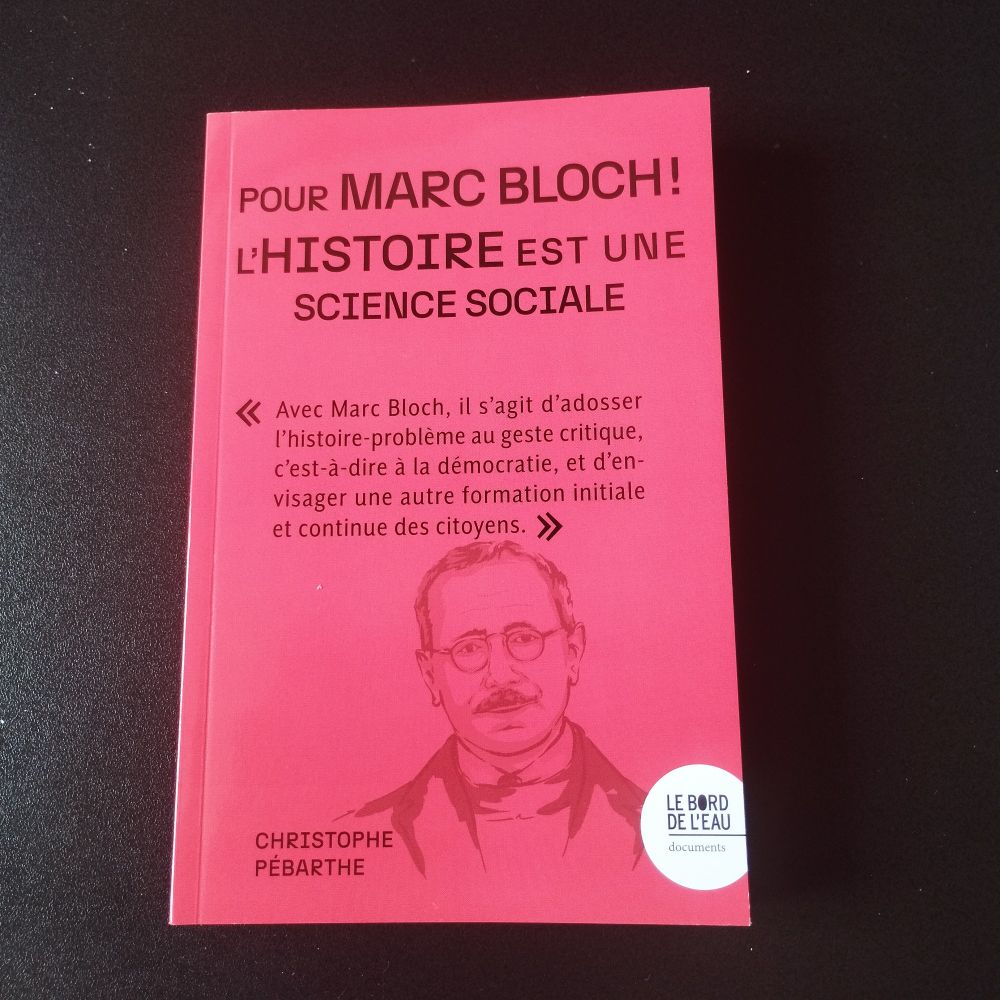 POUR MARC BLOCH !
L'HISTOIRE EST UNE
SCIENCE SOCIALE
« Avec Marc Bloch, il s'agit d'adosser
l'histoire-problème au geste critique,
c'est-à-dire à la démocratie, et d'en-
visager une autre formation initiale
et continue des citoyens. »
CHRISTOPHE
PÉBARTHE
LE BORD
DE L'EAU
documents